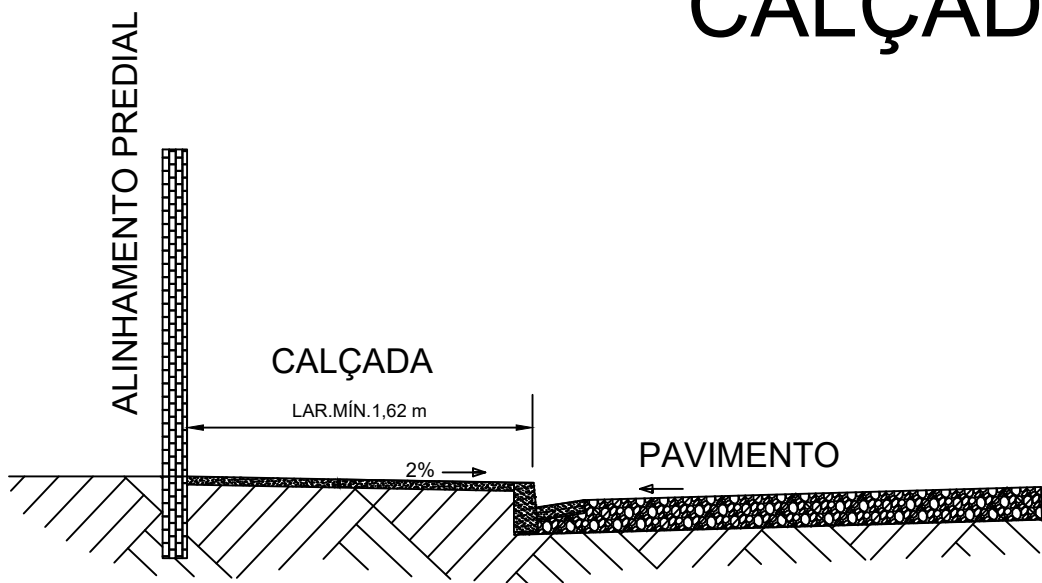 CALÇAD
ALINHAMENTO PREDIAL
CALÇADA
LAR.MÍN.1,62 m
2%
PAVIMENTO